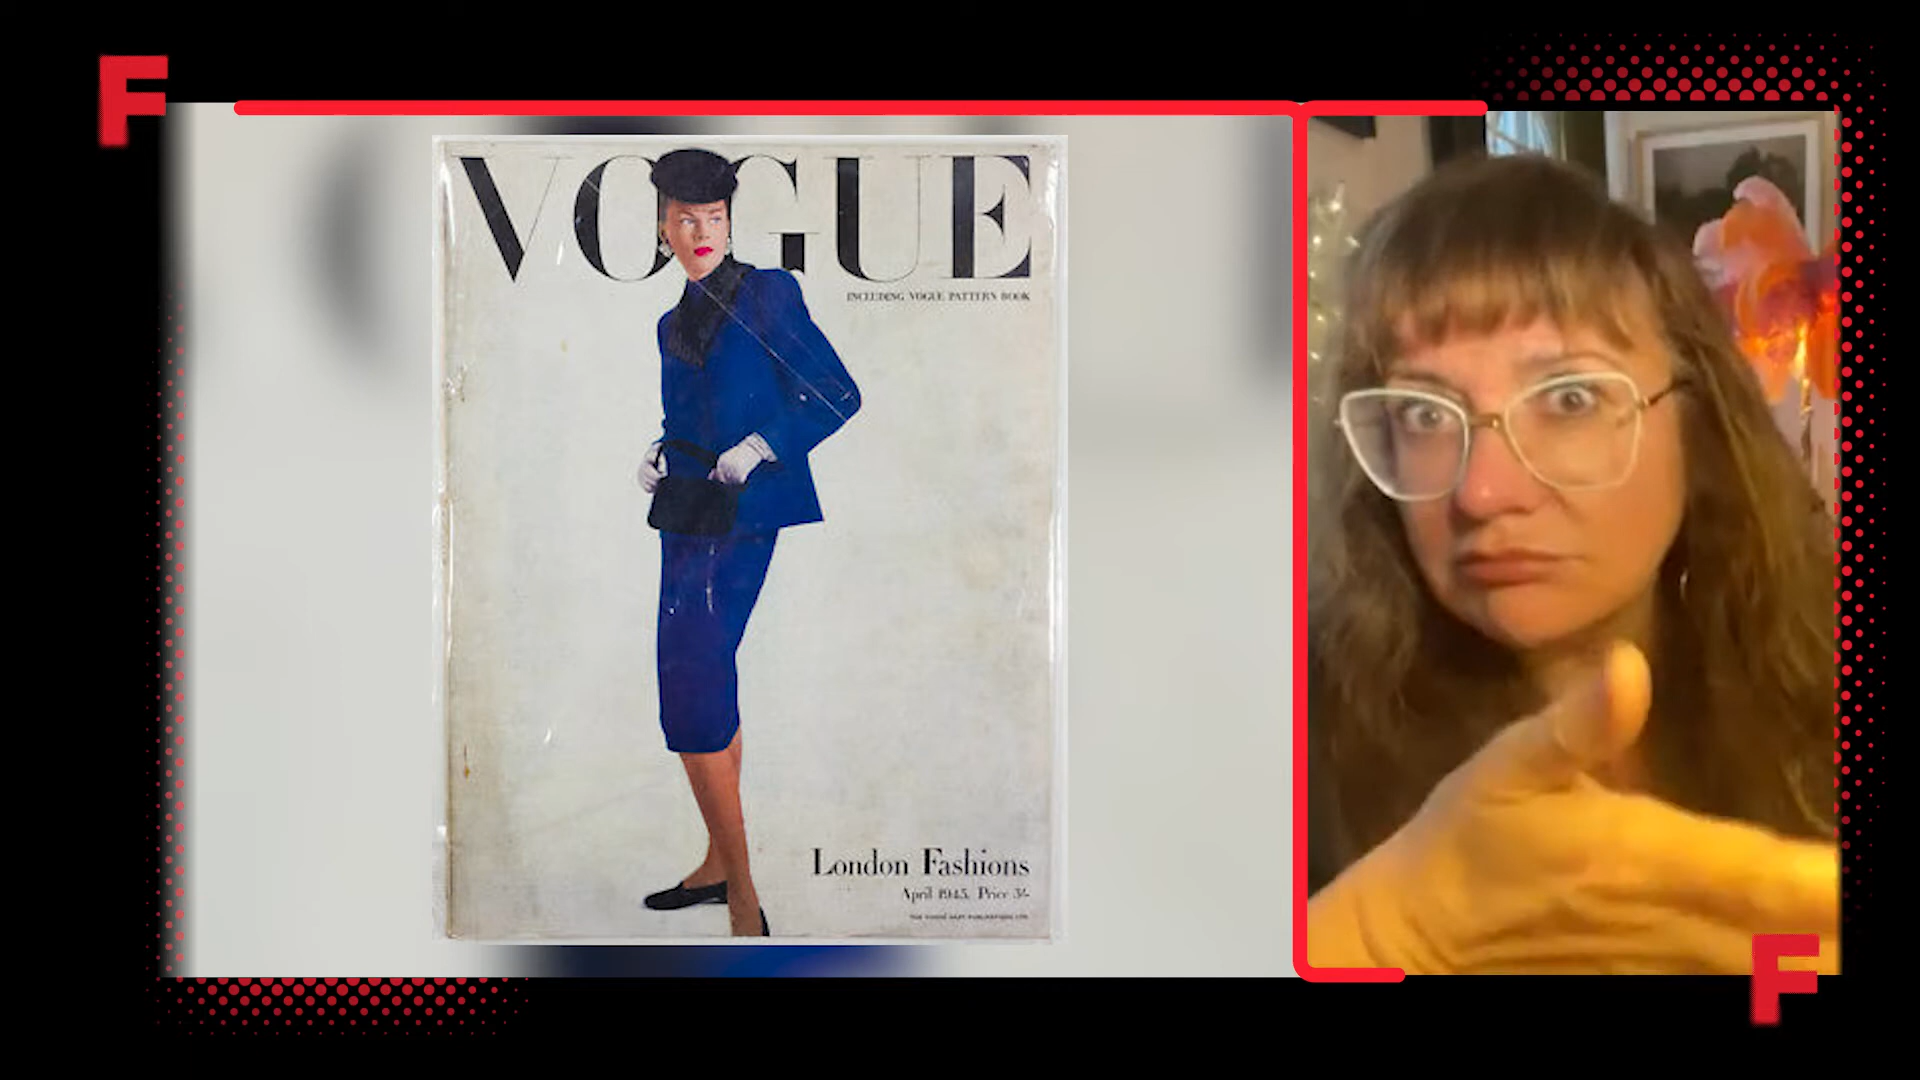 F
VOGUE
INCLUDING VOGUE PATTERN BOOK
London Fashions
April 1945. Price 3/-
F